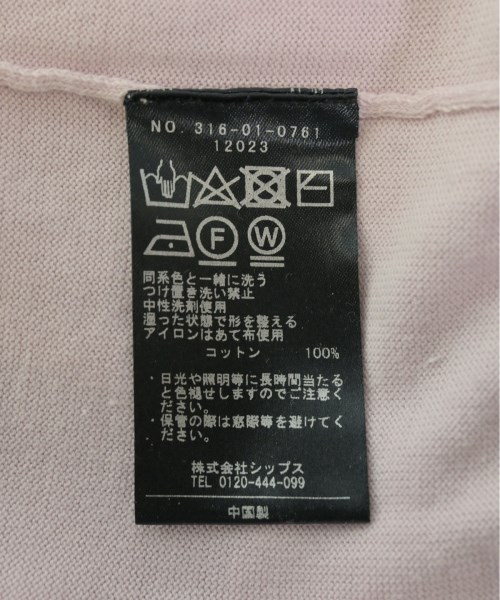 NO. 316-01-0761
12023
F
W
同系色と一緒に洗う
つけ置き洗い禁止
中性洗剤使用
湿った状態で形を整える
アイロンはあて布使用
コットン 100%
・日光や照明等に長時間当たる
と色褪せしますのでご注意く
ださい。
・保管の際は窓際等を避けてく
ださい。
株式会社シップス
TEL 0120-444-099
中国製